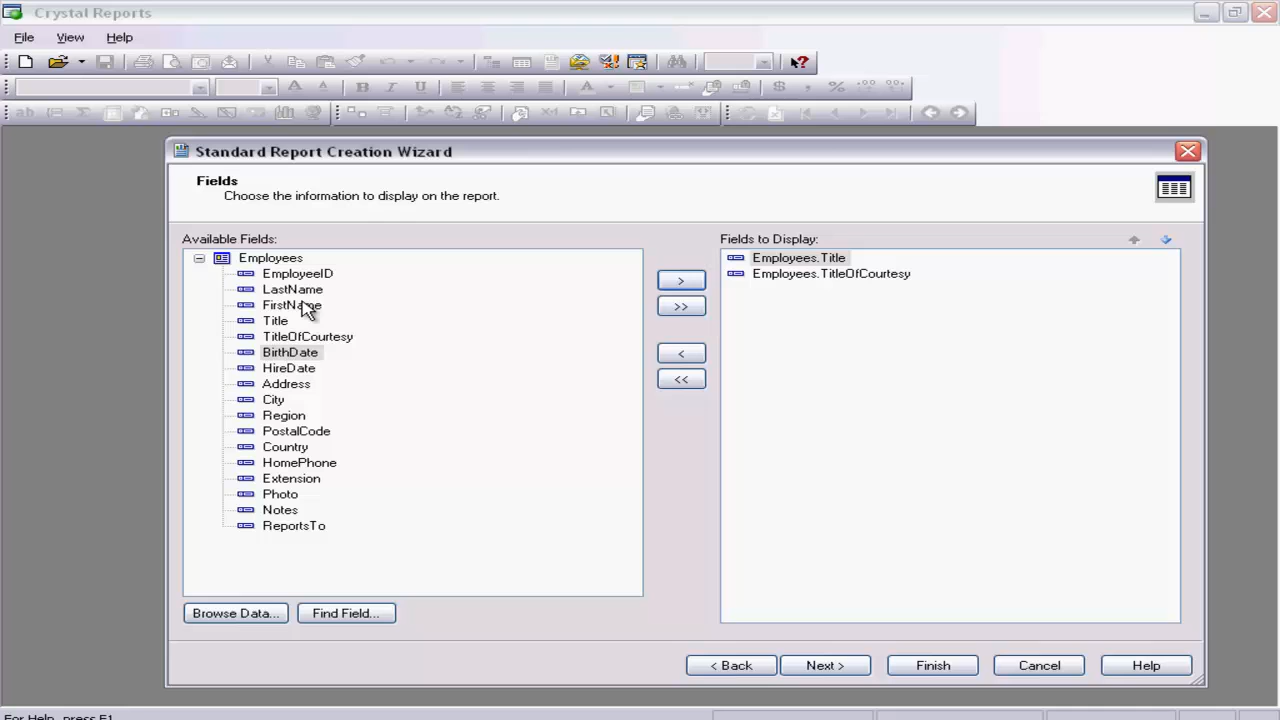 Crystal Reports
File View Help
Standard Report Creation Wizard
Fields
Choose the information to display on the report.
Available Fields:
Employees
EmployeeID
LastName
FirstName
Title
TitleOfCourtesy
BirthDate
HireDate
Address
City
Region
PostalCode
Country
HomePhone
Extension
Photo
Notes
ReportsTo
>
>>
<
<<
Fields to Display:
Employees.Title
Employees.TitleOfCourtesy
Browse Data... Find Field...
< Back Next > Finish Cancel Help
For Help, press F1